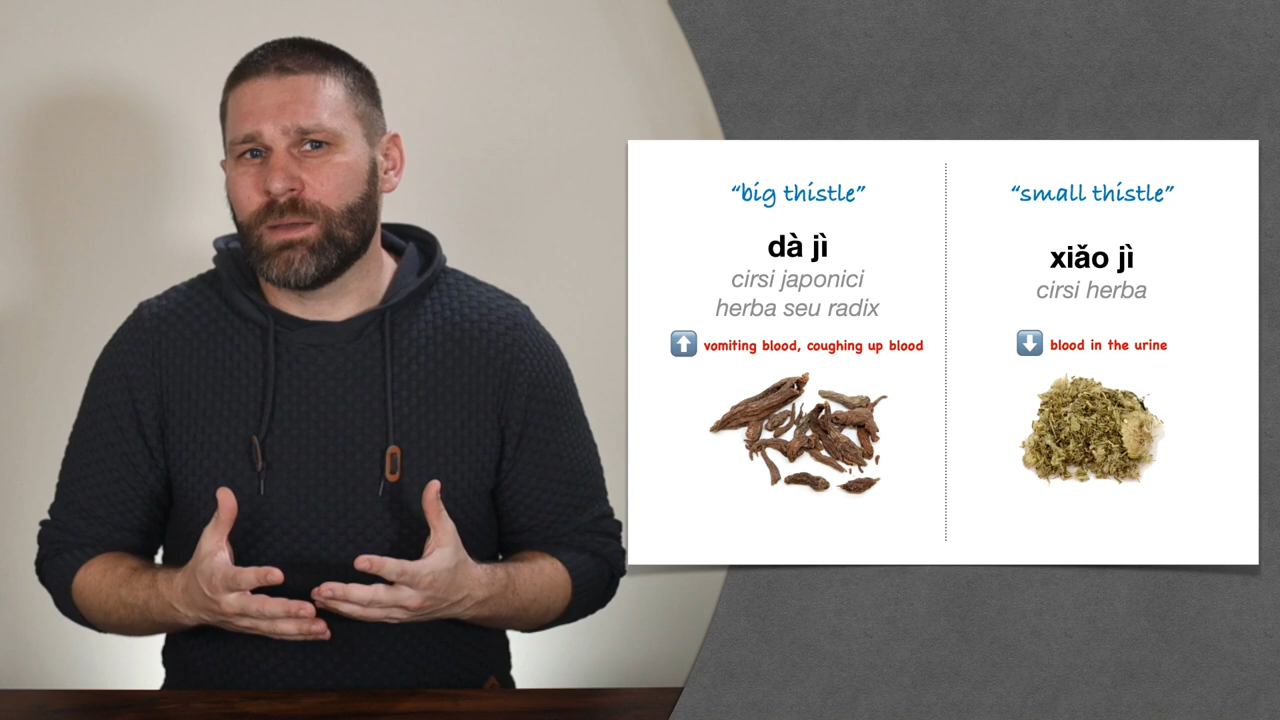 “big thistle”
dà jì
cirsi japonici
herba seu radix
vomiting blood, coughing up blood
“small thistle”
xiǎo jì
cirsi herba
blood in the urine